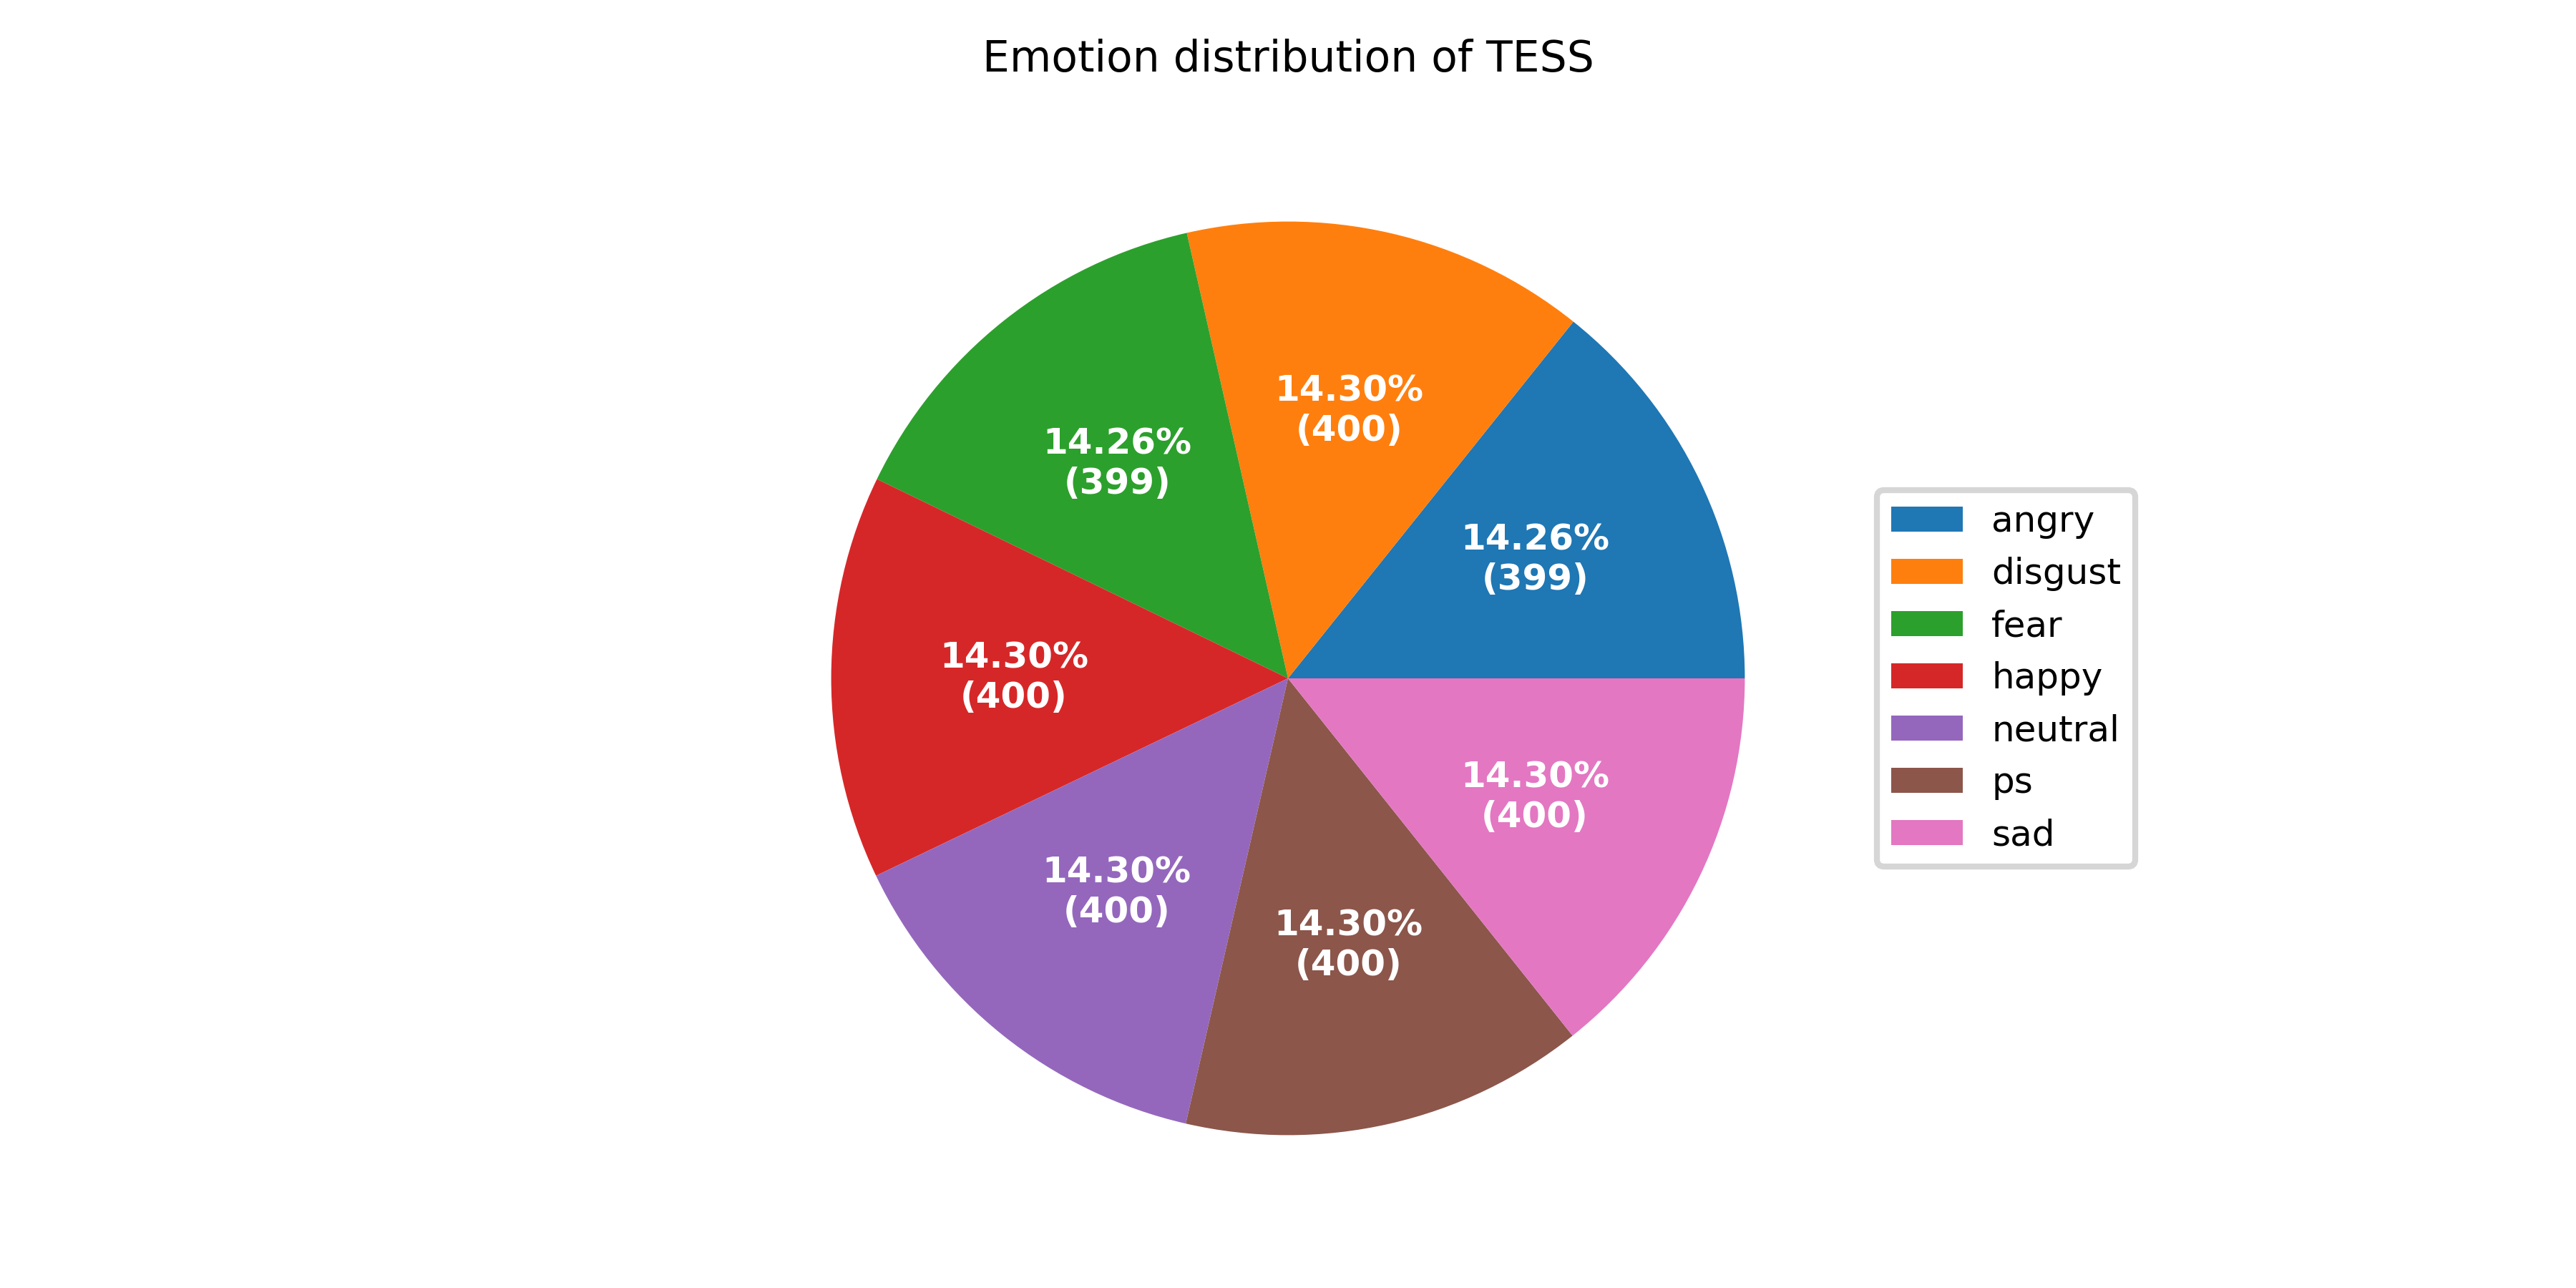 Emotion distribution of TESS
14.30%
(400)
14.26%
(399)
14.26%
(399)
14.30%
(400)
14.30%
(400)
14.30%
(400)
14.30%
(400)
angry
disgust
fear
happy
neutral
ps
sad